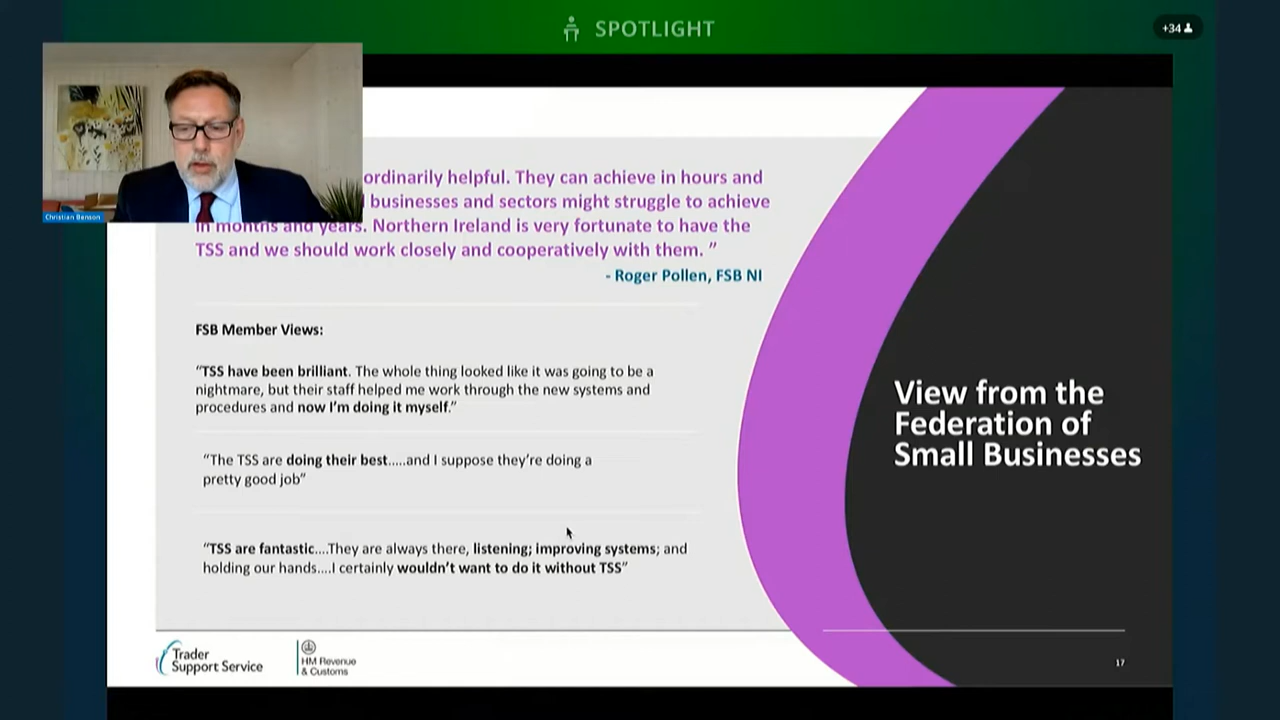 SPOTLIGHT
+34
Christian Benson
ordinarily helpful. They can achieve in hours and
businesses and sectors might struggle to achieve
in months and years. Northern Ireland is very fortunate to have the
TSS and we should work closely and cooperatively with them. ”
- Roger Pollen, FSB NI
FSB Member Views:
“TSS have been brilliant. The whole thing looked like it was going to be a
nightmare, but their staff helped me work through the new systems and
procedures and now I’m doing it myself.”
“The TSS are doing their best.....and I suppose they’re doing a
pretty good job”
“TSS are fantastic....They are always there, listening; improving systems; and
holding our hands....I certainly wouldn’t want to do it without TSS”
View from the
Federation of
Small Businesses
Trader
Support Service
HM Revenue
& Customs
17